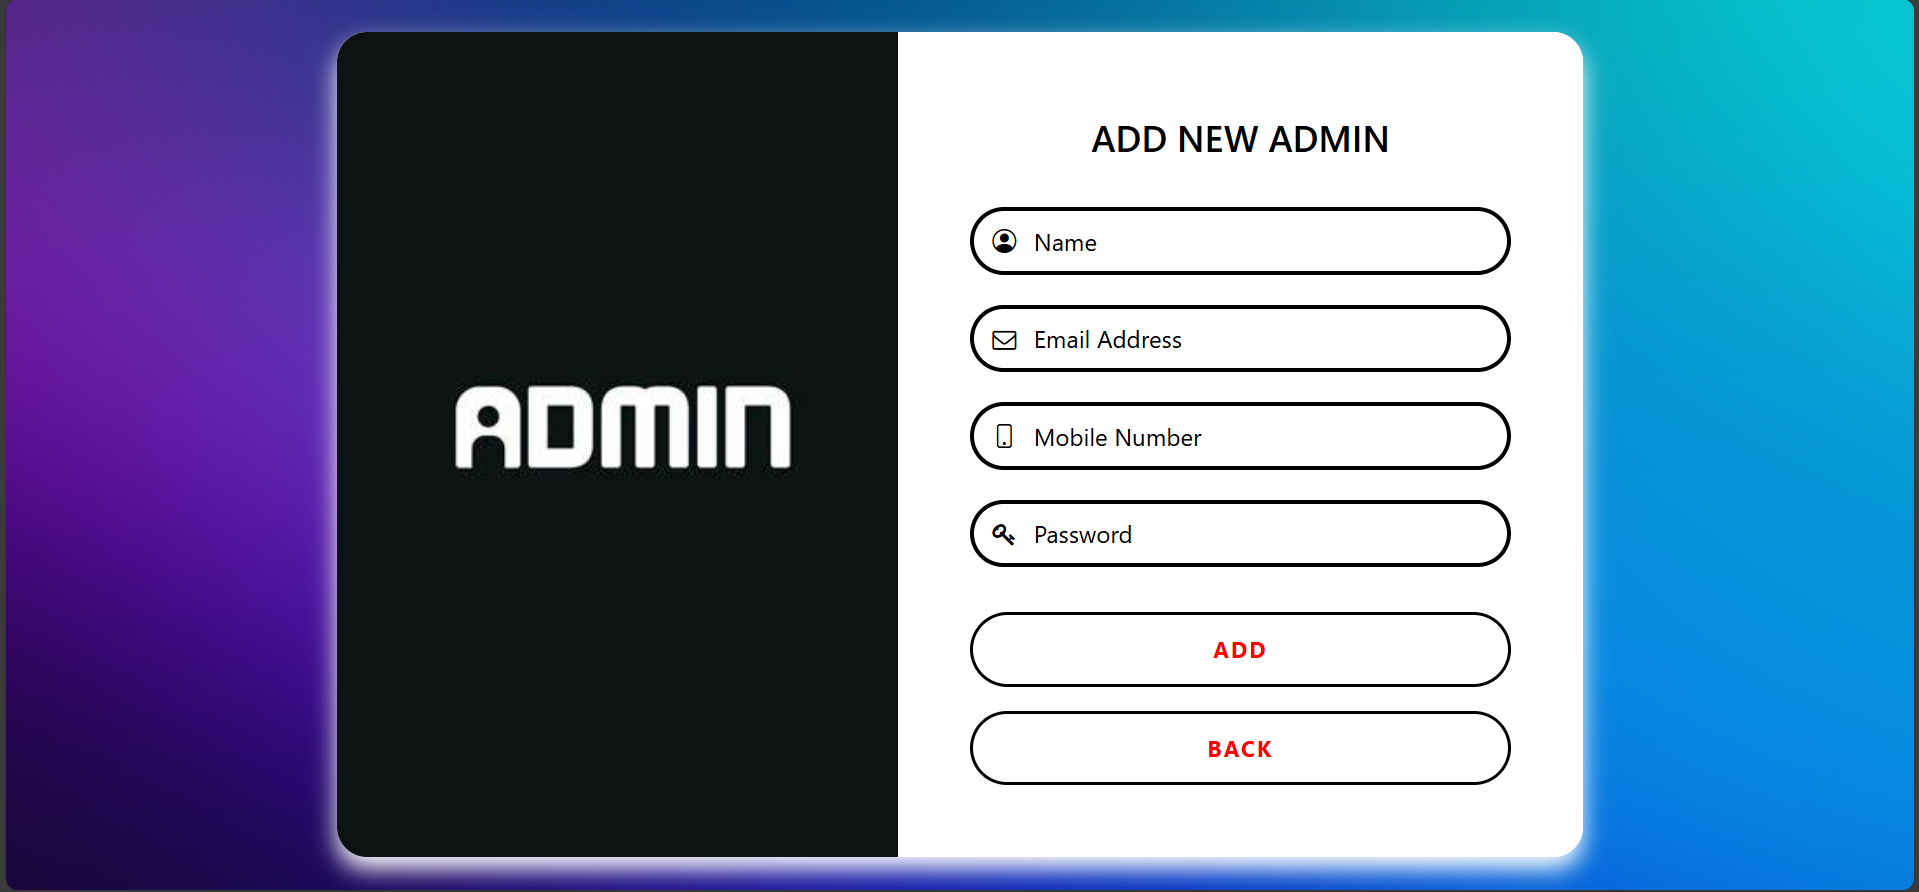 ADMIN
ADD NEW ADMIN
Name
Email Address
Mobile Number
Password
ADD
BACK